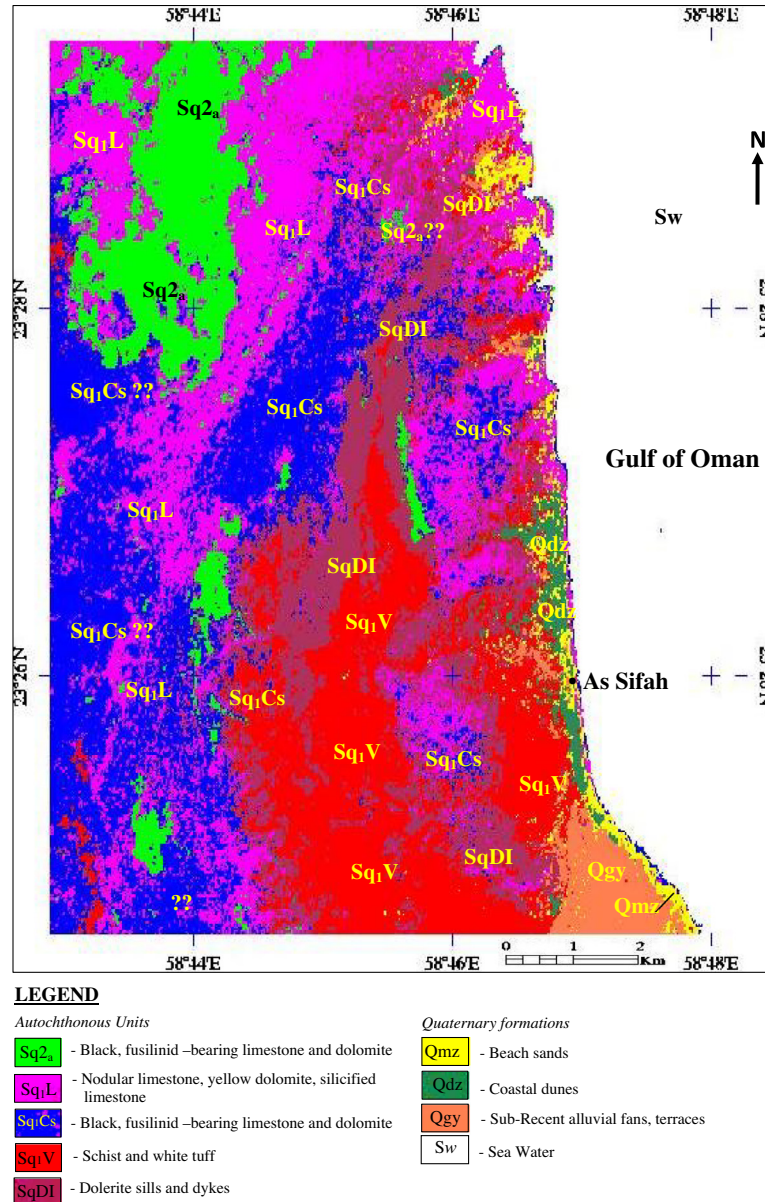 58°44'E 58°46'E 58°48'E
Sq2a
Sq₁L
Sq₁L
N
Sq₁Cs
SqDI
Sw
Sq₁L
Sq2a??
Sq2a
23°28'N
SqDI
Sq₁Cs ??
Sq₁Cs
Sq₁Cs
Gulf of Oman
Sq₁L
Qdz
SqDI
Qdz
Sq₁V
Sq₁Cs ??
23°26'N
As Sifah
Sq₁L
Sq₁Cs
Sq₁V
Sq₁Cs
Sq₁V
SqDI
Sq₁V
Qgy
??
Qmz
0 1 2
Km
58°44'E 58°46'E 58°48'E
LEGEND
Autochthonous Units
Sq2a - Black, fusilinid –bearing limestone and dolomite
Sq₁L - Nodular limestone, yellow dolomite, silicified
limestone
Sq₁Cs - Black, fusilinid –bearing limestone and dolomite
Sq₁V - Schist and white tuff
SqDI - Dolerite sills and dykes
Quaternary formations
Qmz - Beach sands
Qdz - Coastal dunes
Qgy - Sub-Recent alluvial fans, terraces
Sw - Sea Water